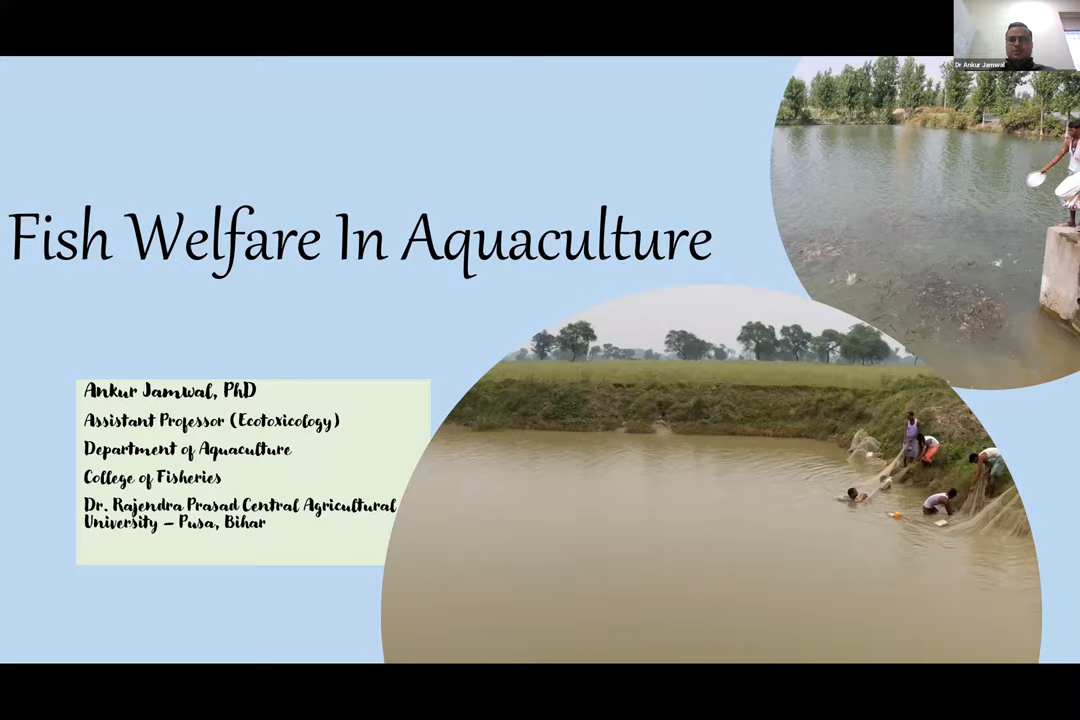 Dr Ankur Jamwal
Fish Welfare In Aquaculture
Ankur Jamwal, PhD
Assistant Professor (Ecotoxicology)
Department of Aquaculture
College of Fisheries
Dr. Rajendra Prasad Central Agricultural
University – Pusa, Bihar